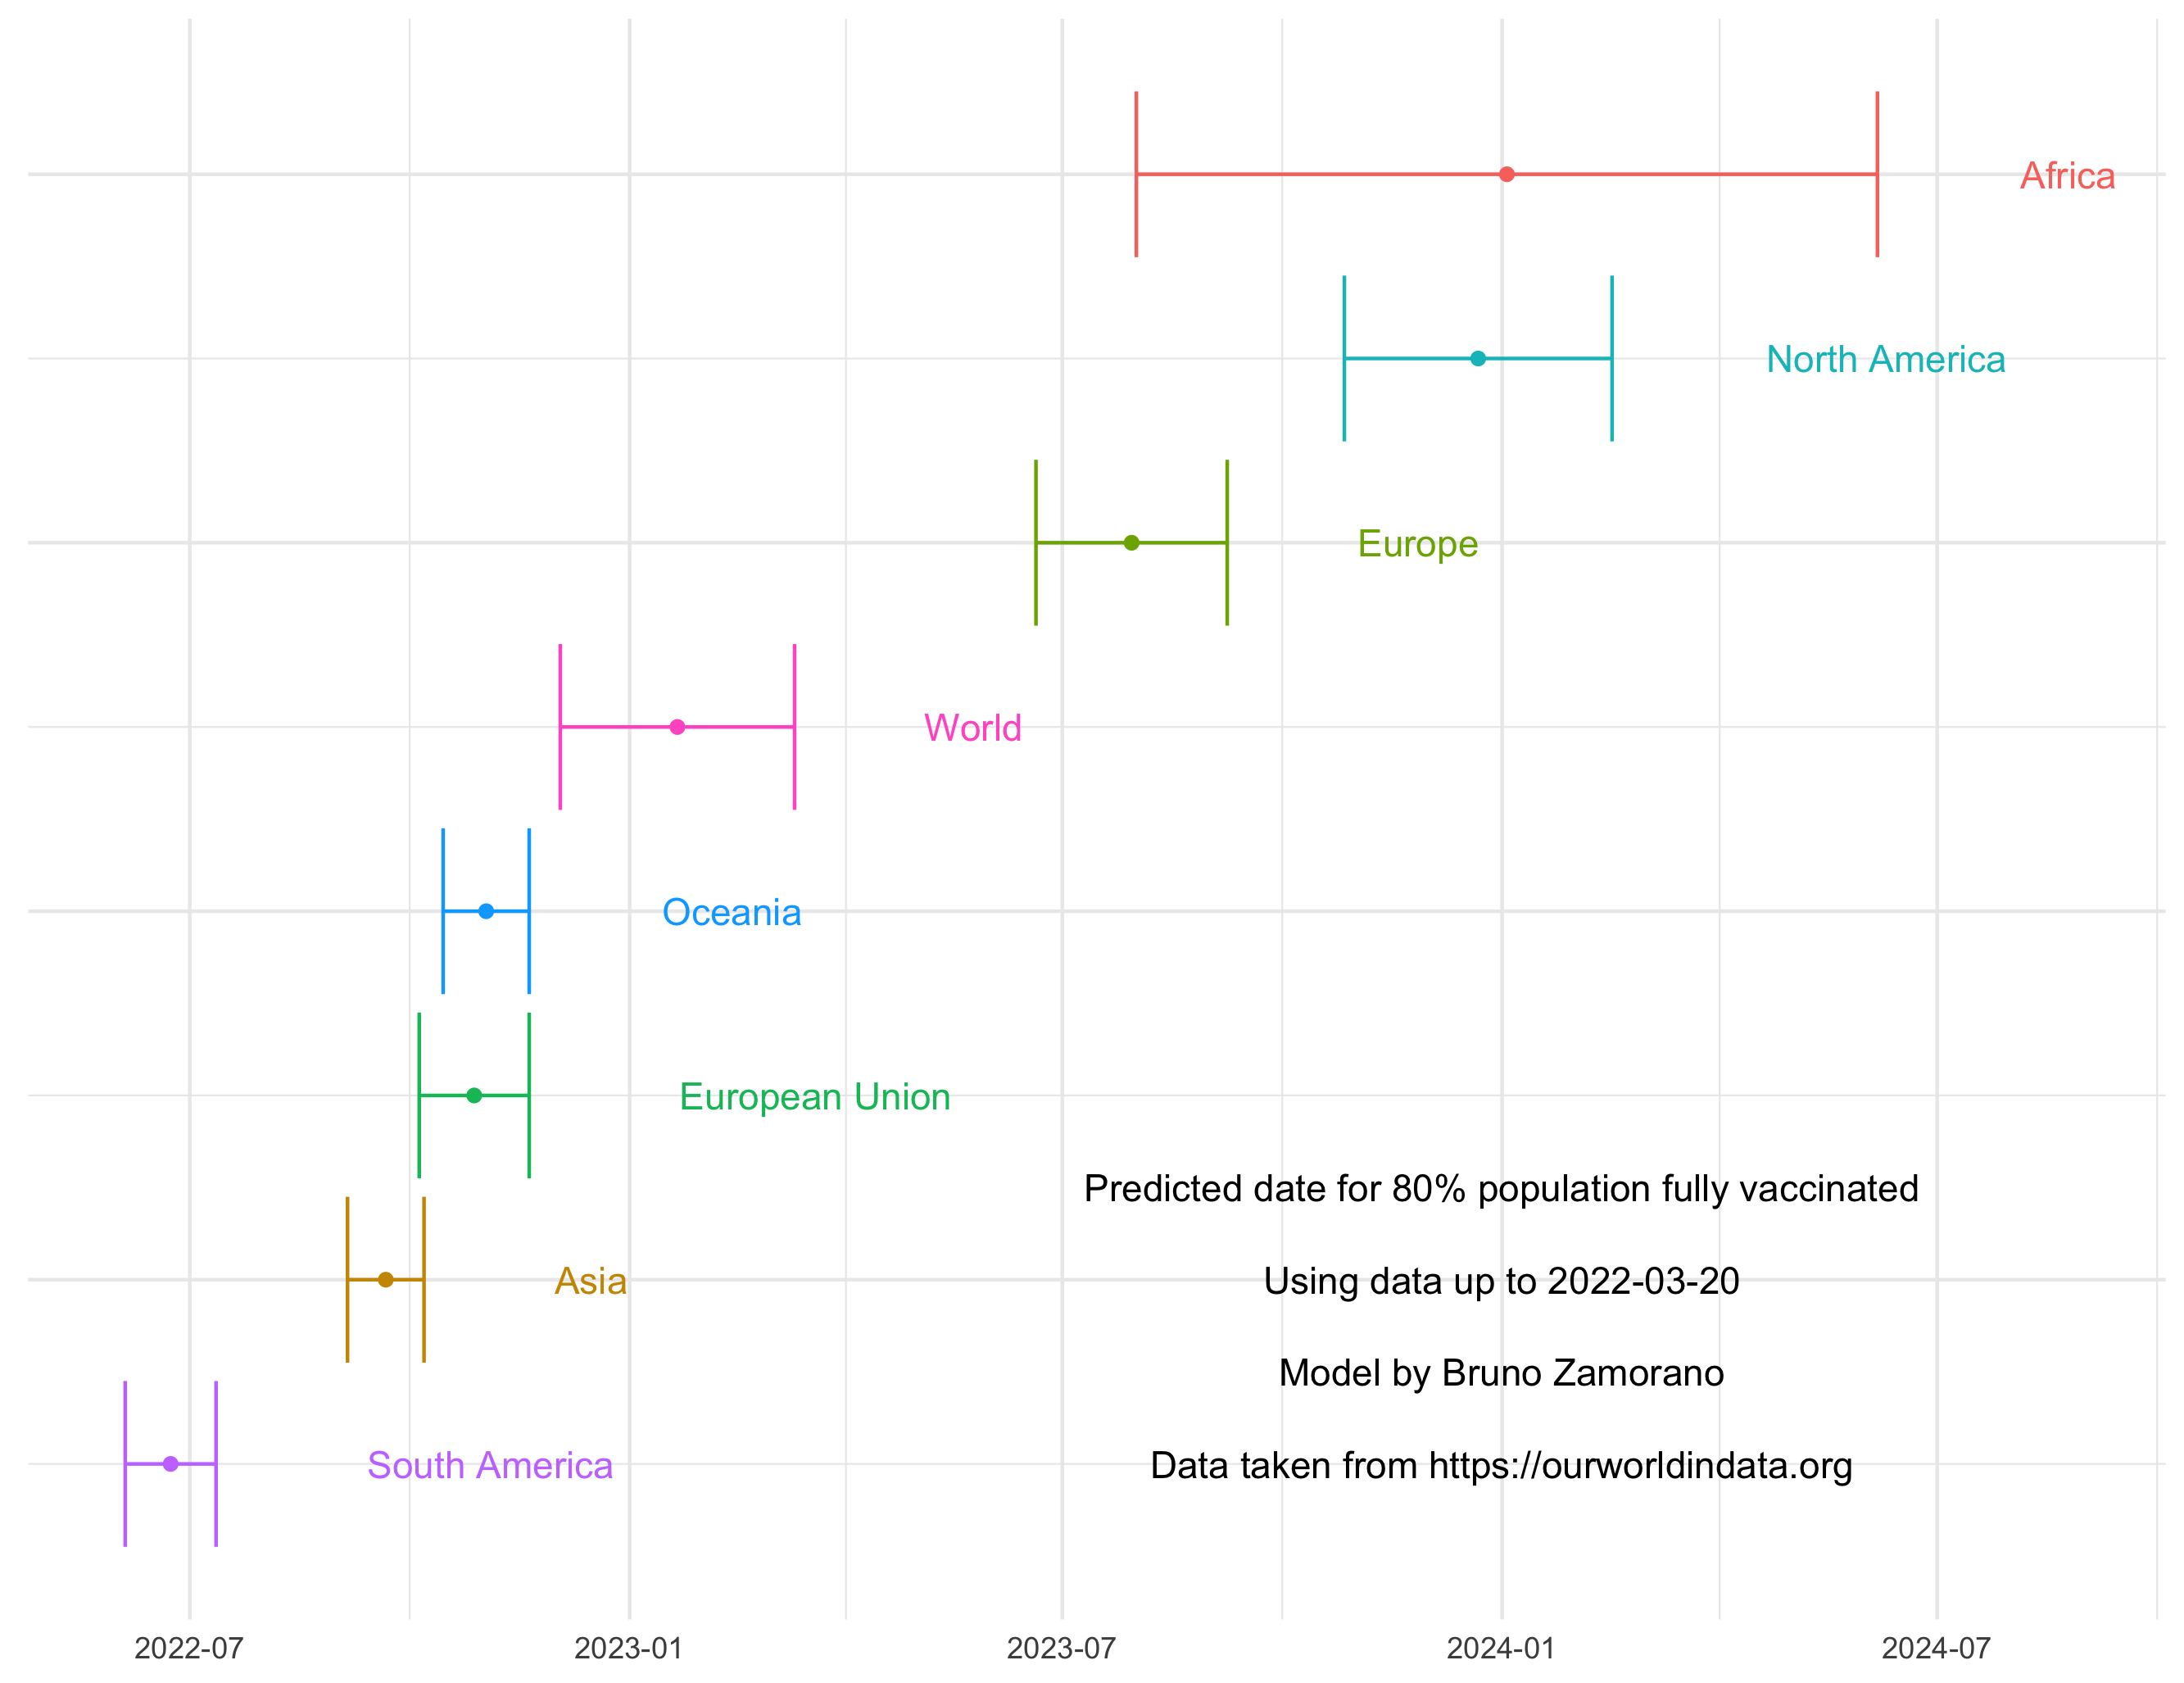 Africa
North America
Europe
World
Oceania
European Union
Predicted date for 80% population fully vaccinated
Asia
Using data up to 2022-03-20
Model by Bruno Zamorano
South America
Data taken from https://ourworldindata.org
2022-07
2023-01
2023-07
2024-01
2024-07